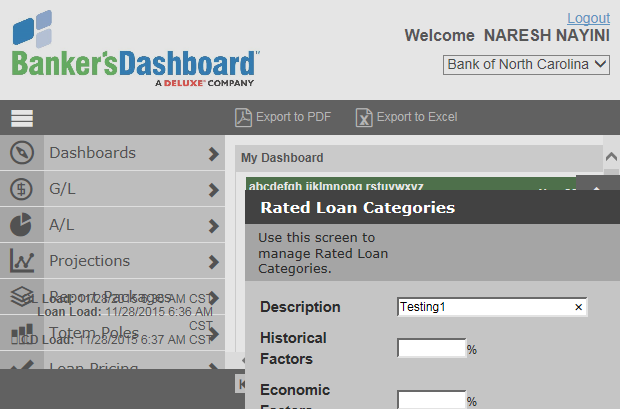 Logout
Welcome NARESH NAYINI
Banker'sDashboard™
A DELUXE® COMPANY
Bank of North Carolina
Export to PDF
Export to Excel
Dashboards
G/L
A/L
Projections
Report Packages
GL Load: 11/28/2015 6:36 AM CST
Loan Load: 11/28/2015 6:36 AM
CST
Totem Poles
CD Load: 11/28/2015 6:37 AM CST
Loan Pricing
My Dashboard
abcdefgh ijklmnopq rstuvwxyz
Rated Loan Categories
Use this screen to
manage Rated Loan
Categories.
Description
Testing1
×
Historical
Factors
%
Economic
Factors
%